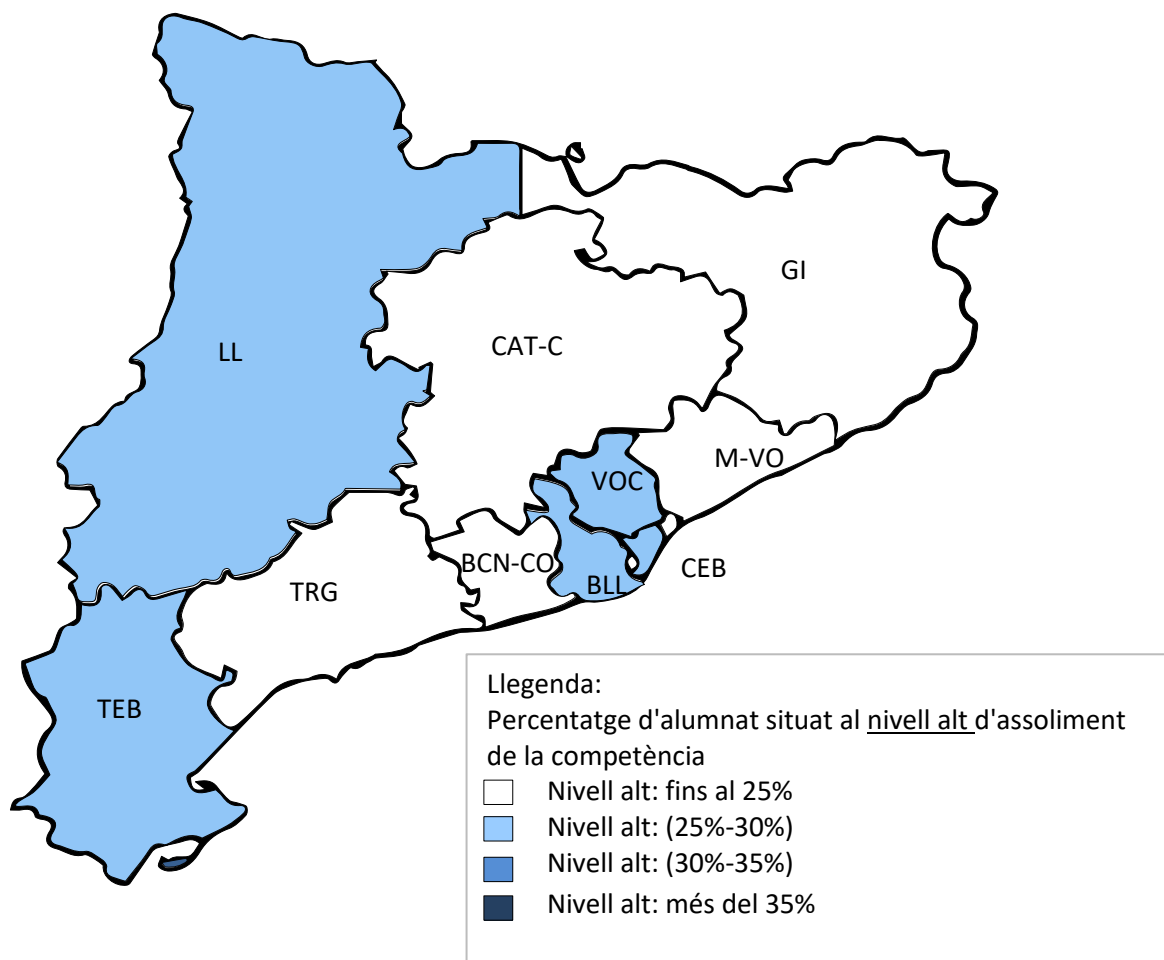 GI
CAT-C
LL
M-VO
VOC
BCN-CO
CEB
BLL
TRG
TEB
Llegenda:
Percentatge d'alumnat situat al nivell alt d'assoliment
de la competència
Nivell alt: fins al 25%
Nivell alt: (25%-30%)
Nivell alt: (30%-35%)
Nivell alt: més del 35%